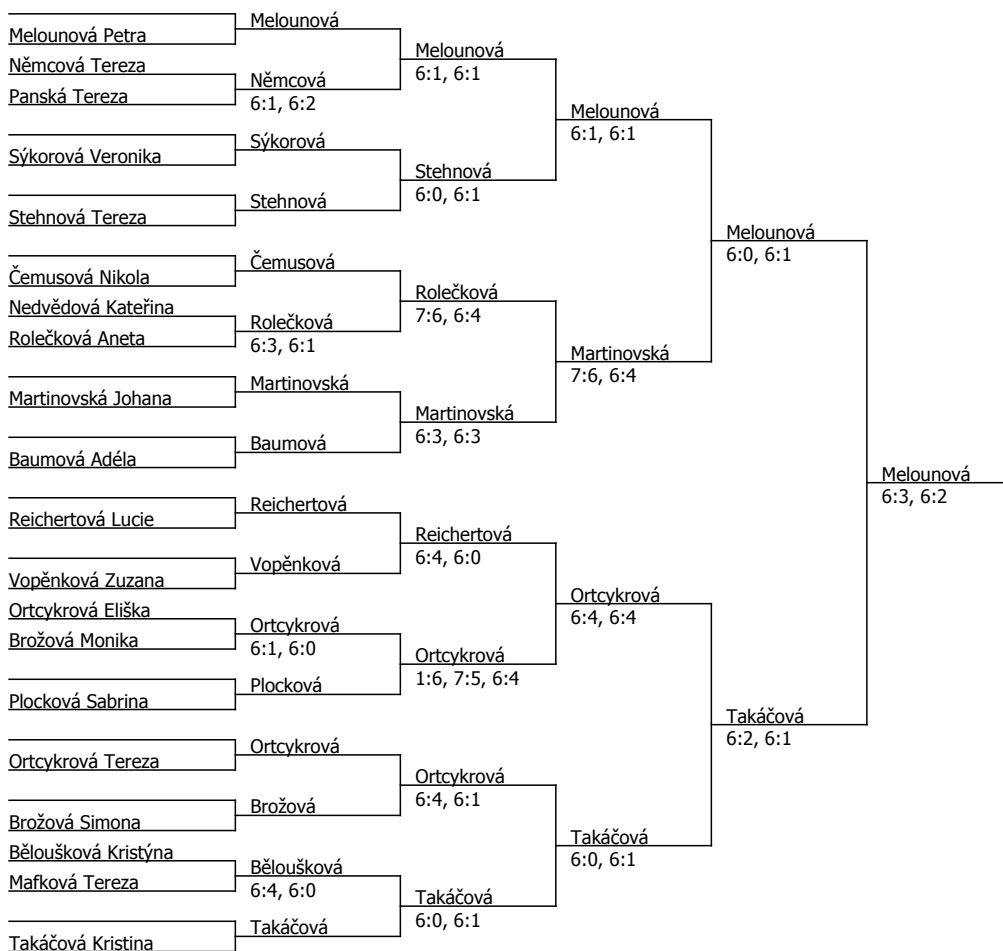 Melounová Petra
Němcová Tereza
Panská Tereza
Sýkorová Veronika
Stehnová Tereza
Čemusová Nikola
Nedvědová Kateřina
Rolečková Aneta
Martinovská Johana
Baumová Adéla
Reichertová Lucie
Vopěnková Zuzana
Ortcykrová Eliška
Brožová Monika
Plocková Sabrina
Ortcykrová Tereza
Brožová Simona
Běloušková Kristýna
Mafková Tereza
Takáčová Kristina
Melounová
Němcová
6:1, 6:2
Sýkorová
Stehnová
Čemusová
Rolečková
6:3, 6:1
Martinovská
Baumová
Reichertová
Vopěnková
Ortcykrová
6:1, 6:0
Plocková
Ortcykrová
Brožová
Běloušková
6:4, 6:0
Takáčová
Melounová
6:1, 6:1
Stehnová
6:0, 6:1
Rolečková
7:6, 6:4
Martinovská
6:3, 6:3
Reichertová
6:4, 6:0
Ortcykrová
1:6, 7:5, 6:4
Ortcykrová
6:4, 6:1
Takáčová
6:0, 6:1
Melounová
6:1, 6:1
Martinovská
7:6, 6:4
Ortcykrová
6:4, 6:4
Takáčová
6:0, 6:1
Melounová
6:0, 6:1
Takáčová
6:2, 6:1
Melounová
6:3, 6:2